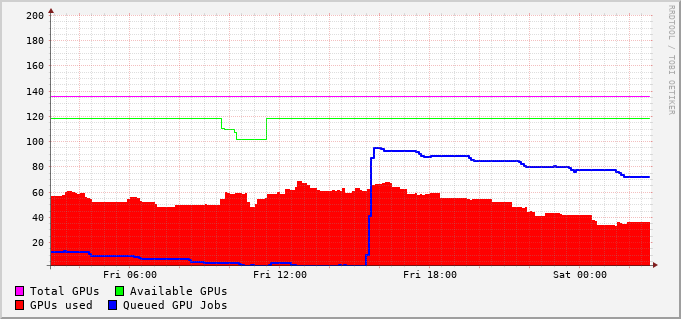 200
180
160
140
120
100
80
60
40
20
Fri 06:00 Fri 12:00 Fri 18:00 Sat 00:00
Total GPUs Available GPUs
GPUs used Queued GPU Jobs
RRDTOOL / TOBI OETIKER